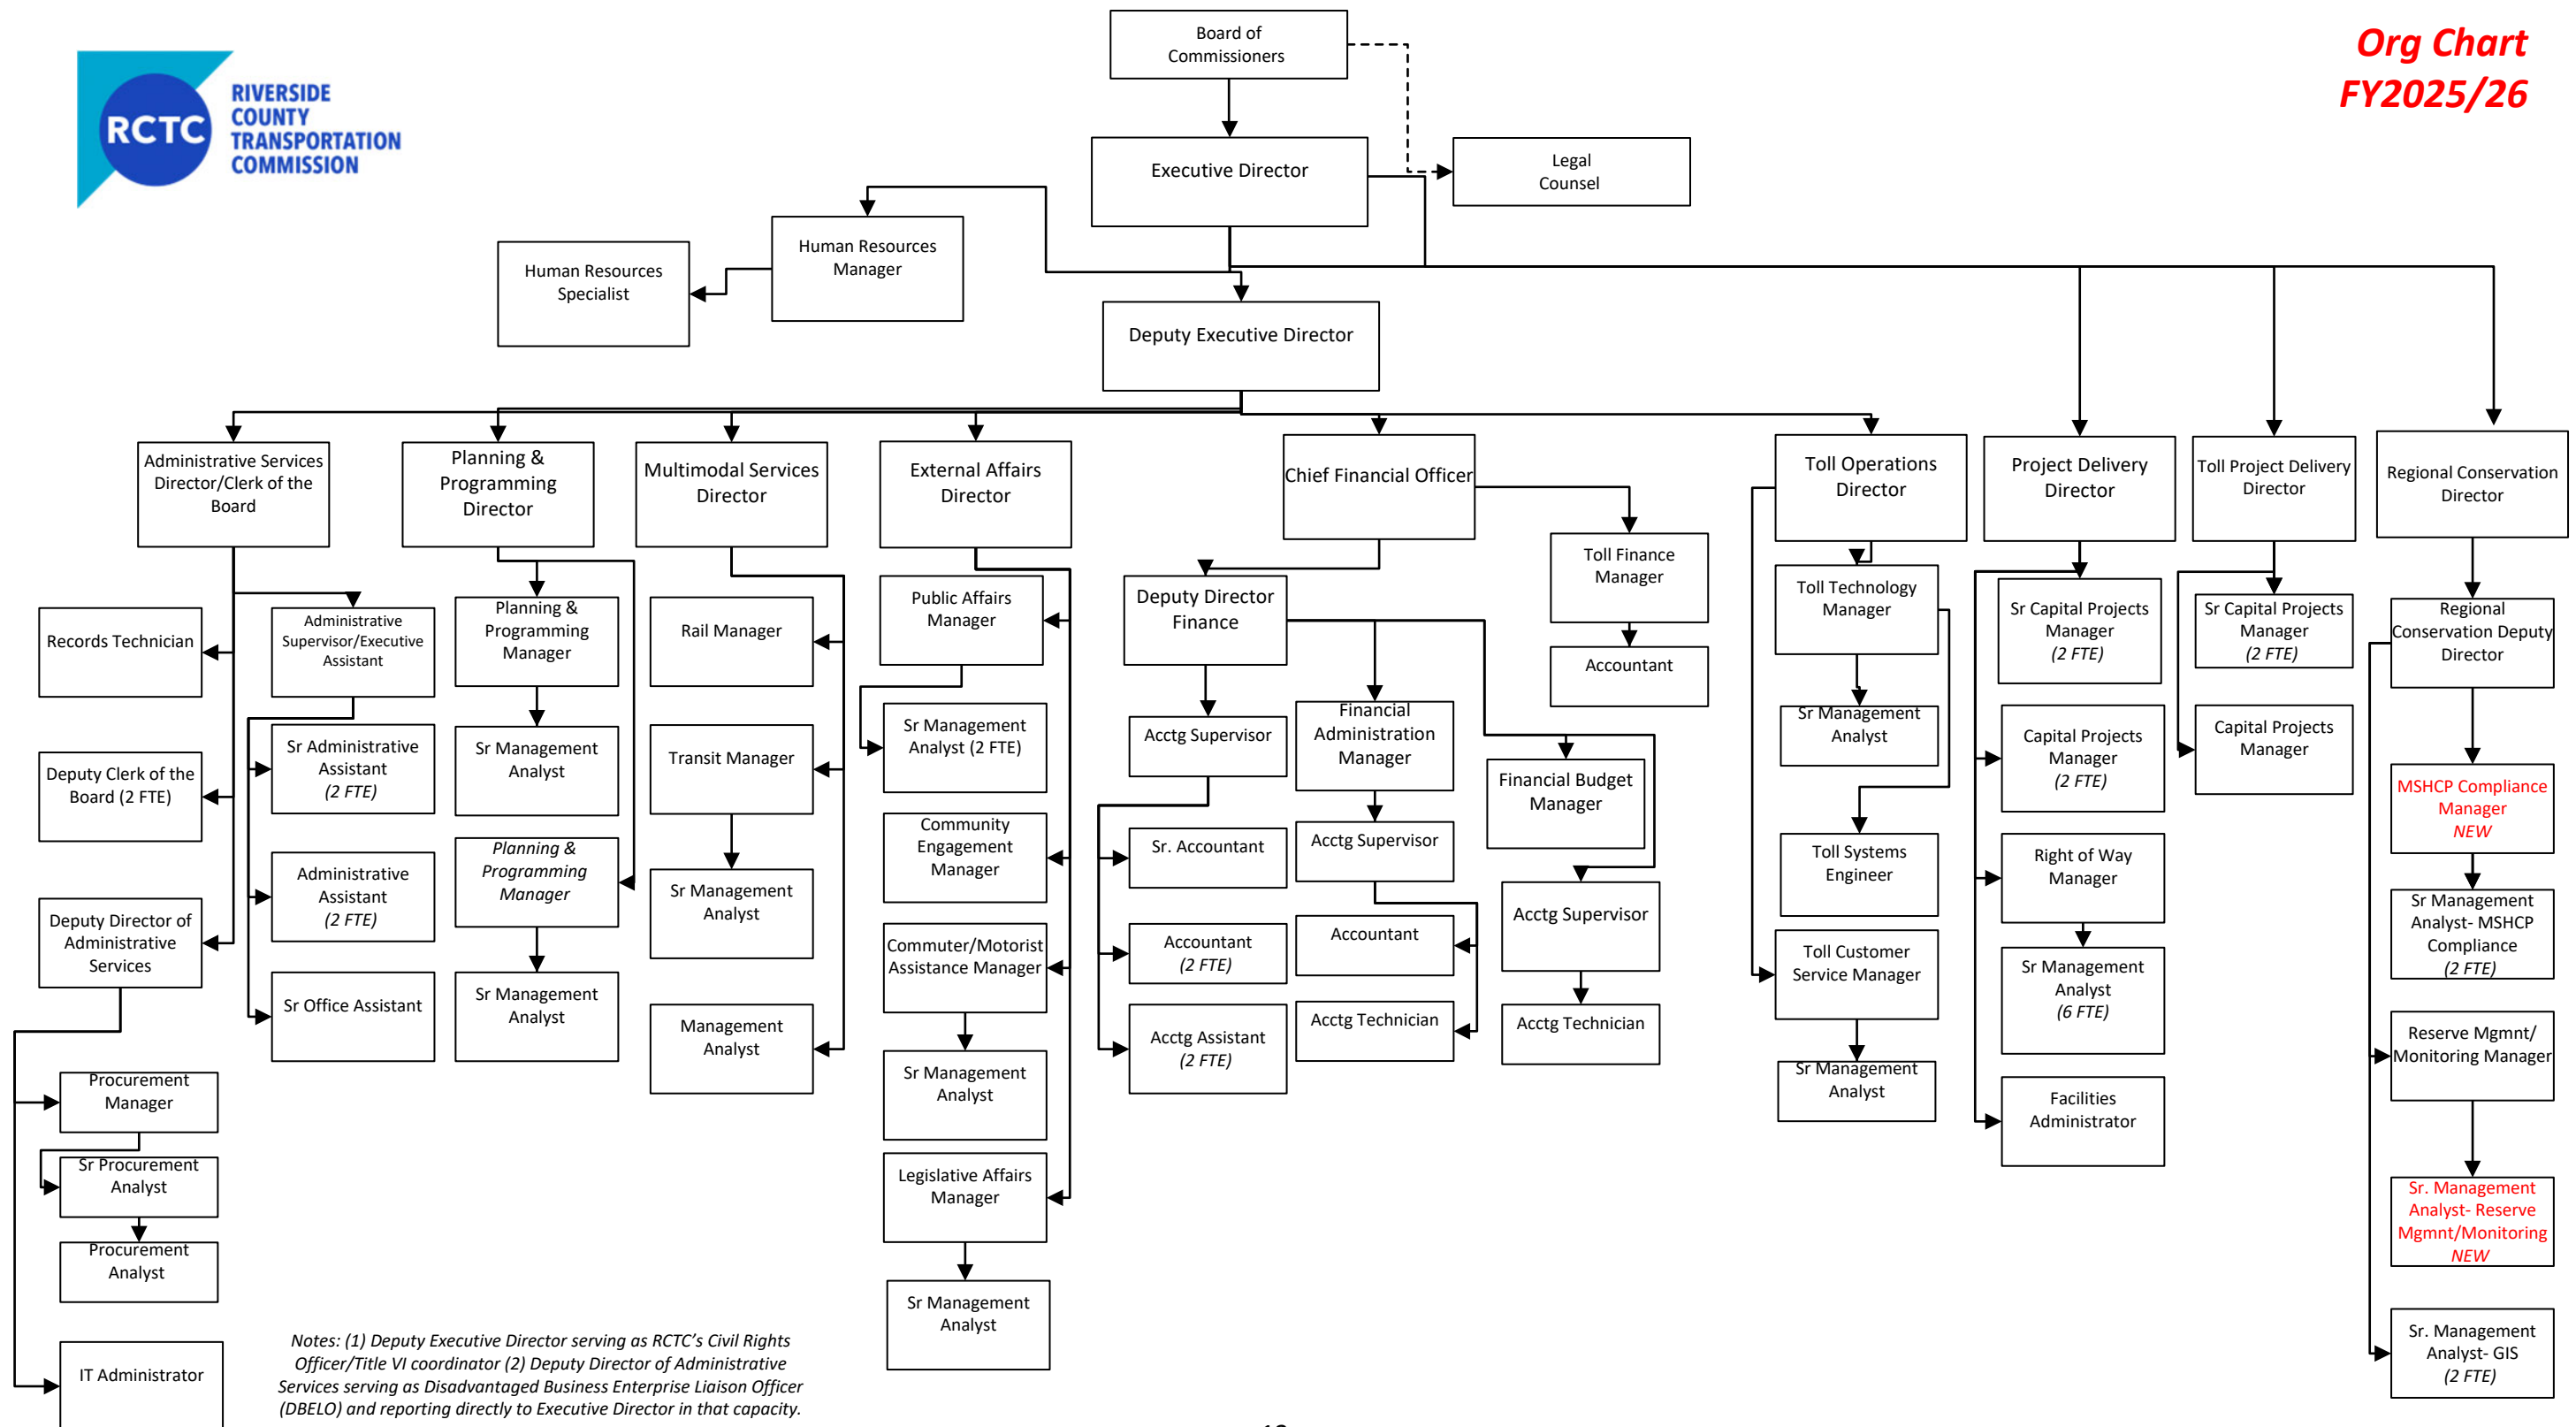 Org Chart
FY2025/26
RCTC
RIVERSIDE
COUNTY
TRANSPORTATION
COMMISSION
Board of
Commissioners
Executive Director
Legal
Counsel
Human Resources
Manager
Human Resources
Specialist
Deputy Executive Director
Administrative Services
Director/Clerk of the
Board
Records Technician
Deputy Clerk of the
Board (2 FTE)
Deputy Director of
Administrative
Services
Procurement
Manager
Sr Procurement
Analyst
Procurement
Analyst
IT Administrator
Administrative
Supervisor/Executive
Assistant
Sr Administrative
Assistant
(2 FTE)
Administrative
Assistant
(2 FTE)
Sr Office Assistant
Planning &
Programming
Director
Planning &
Programming
Manager
Sr Management
Analyst
Planning &
Programming
Manager
Sr Management
Analyst
Multimodal Services
Director
Rail Manager
Transit Manager
Sr Management
Analyst
Management
Analyst
External Affairs
Director
Public Affairs
Manager
Sr Management
Analyst (2 FTE)
Community
Engagement
Manager
Commuter/Motorist
Assistance Manager
Sr Management
Analyst
Legislative Affairs
Manager
Sr Management
Analyst
Chief Financial Officer
Deputy Director
Finance
Acctg Supervisor
Sr. Accountant
Accountant
(2 FTE)
Acctg Assistant
(2 FTE)
Financial
Administration
Manager
Acctg Supervisor
Accountant
Acctg Technician
Financial Budget
Manager
Acctg Supervisor
Acctg Technician
Toll Finance
Manager
Accountant
Toll Operations
Director
Toll Technology
Manager
Sr Management
Analyst
Toll Systems
Engineer
Toll Customer
Service Manager
Sr Management
Analyst
Project Delivery
Director
Sr Capital Projects
Manager
(2 FTE)
Capital Projects
Manager
(2 FTE)
Right of Way
Manager
Sr Management
Analyst
(6 FTE)
Facilities
Administrator
Toll Project Delivery
Director
Sr Capital Projects
Manager
(2 FTE)
Capital Projects
Manager
Regional Conservation
Director
Regional
Conservation Deputy
Director
MSHCP Compliance
Manager
NEW
Sr Management
Analyst- MSHCP
Compliance
(2 FTE)
Reserve Mgmnt/
Monitoring Manager
Sr. Management
Analyst- Reserve
Mgmnt/Monitoring
NEW
Sr. Management
Analyst- GIS
(2 FTE)
Notes: (1) Deputy Executive Director serving as RCTC’s Civil Rights
Officer/Title VI coordinator (2) Deputy Director of Administrative
Services serving as Disadvantaged Business Enterprise Liaison Officer
(DBELO) and reporting directly to Executive Director in that capacity.